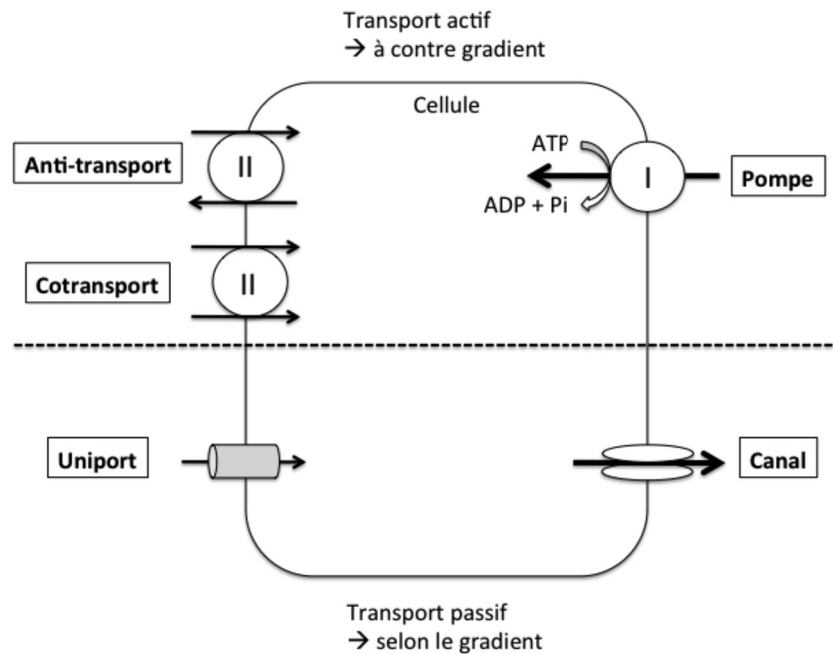 Transport actif
→ à contre gradient
Cellule
Anti-transport
II
ATP
I
Pompe
ADP + Pi
Cotransport
II
Uniport
Canal
Transport passif
→ selon le gradient